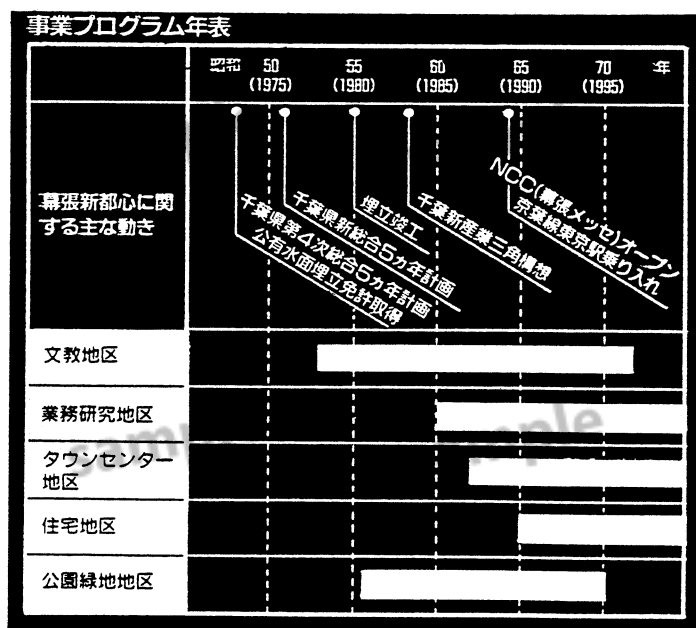 事業プログラム年表
昭和 50 55 60 65 70 年
(1975) (1980) (1985) (1990) (1995)
幕張新都心に関
する主な動き
千葉県第4次総合5ヵ年計画
公有水面埋立免許取得
千葉県新総合5ヵ年計画
埋立竣工
千葉新産業三角構想
NCC(幕張メッセ)オープン
京葉線東京駅乗り入れ
文教地区
業務研究地区
タウンセンター
地区
住宅地区
公園緑地地区